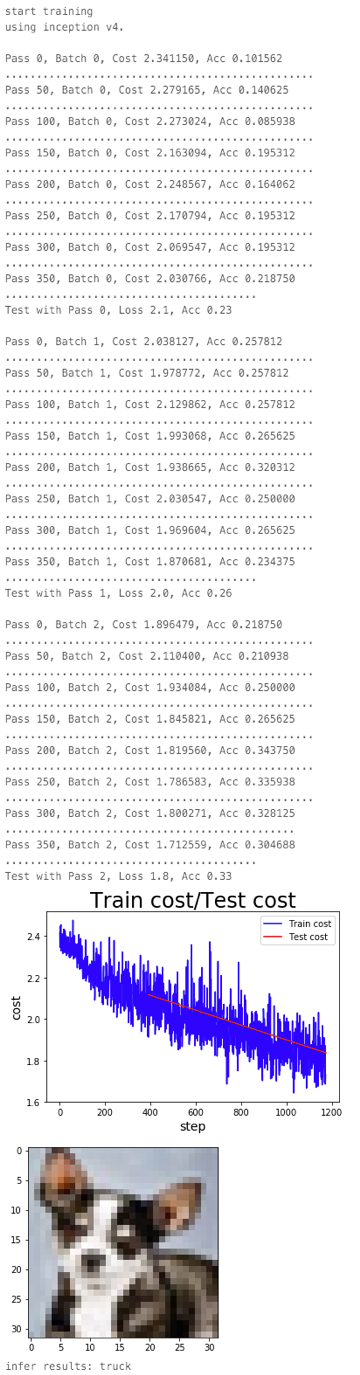 start training
using inception v4.
Pass 0, Batch 0, Cost 2.341150, Acc 0.101562
..................................................
Pass 50, Batch 0, Cost 2.279165, Acc 0.140625
..................................................
Pass 100, Batch 0, Cost 2.273024, Acc 0.085938
..................................................
Pass 150, Batch 0, Cost 2.163094, Acc 0.195312
..................................................
Pass 200, Batch 0, Cost 2.248567, Acc 0.164062
..................................................
Pass 250, Batch 0, Cost 2.170794, Acc 0.195312
..................................................
Pass 300, Batch 0, Cost 2.069547, Acc 0.195312
..................................................
Pass 350, Batch 0, Cost 2.030766, Acc 0.218750
.........................................
Test with Pass 0, Loss 2.1, Acc 0.23
Pass 0, Batch 1, Cost 2.038127, Acc 0.257812
..................................................
Pass 50, Batch 1, Cost 1.978772, Acc 0.257812
..................................................
Pass 100, Batch 1, Cost 2.129862, Acc 0.257812
..................................................
Pass 150, Batch 1, Cost 1.993068, Acc 0.265625
..................................................
Pass 200, Batch 1, Cost 1.938665, Acc 0.320312
..................................................
Pass 250, Batch 1, Cost 2.030547, Acc 0.250000
..................................................
Pass 300, Batch 1, Cost 1.969604, Acc 0.265625
..................................................
Pass 350, Batch 1, Cost 1.870681, Acc 0.234375
.........................................
Test with Pass 1, Loss 2.0, Acc 0.26
Pass 0, Batch 2, Cost 1.896479, Acc 0.218750
..................................................
Pass 50, Batch 2, Cost 2.110400, Acc 0.210938
..................................................
Pass 100, Batch 2, Cost 1.934084, Acc 0.250000
..................................................
Pass 150, Batch 2, Cost 1.845821, Acc 0.265625
..................................................
Pass 200, Batch 2, Cost 1.819560, Acc 0.343750
..................................................
Pass 250, Batch 2, Cost 1.786583, Acc 0.335938
..................................................
Pass 300, Batch 2, Cost 1.800271, Acc 0.328125
...............................................
Pass 350, Batch 2, Cost 1.712559, Acc 0.304688
.........................................
Test with Pass 2, Loss 1.8, Acc 0.33
Train cost/Test cost
Train cost
Test cost
2.4
2.2
2.0
1.8
1.6
cost
0 200 400 600 800 1000 1200
step
0
5
10
15
20
25
30
0 5 10 15 20 25 30
infer results: truck